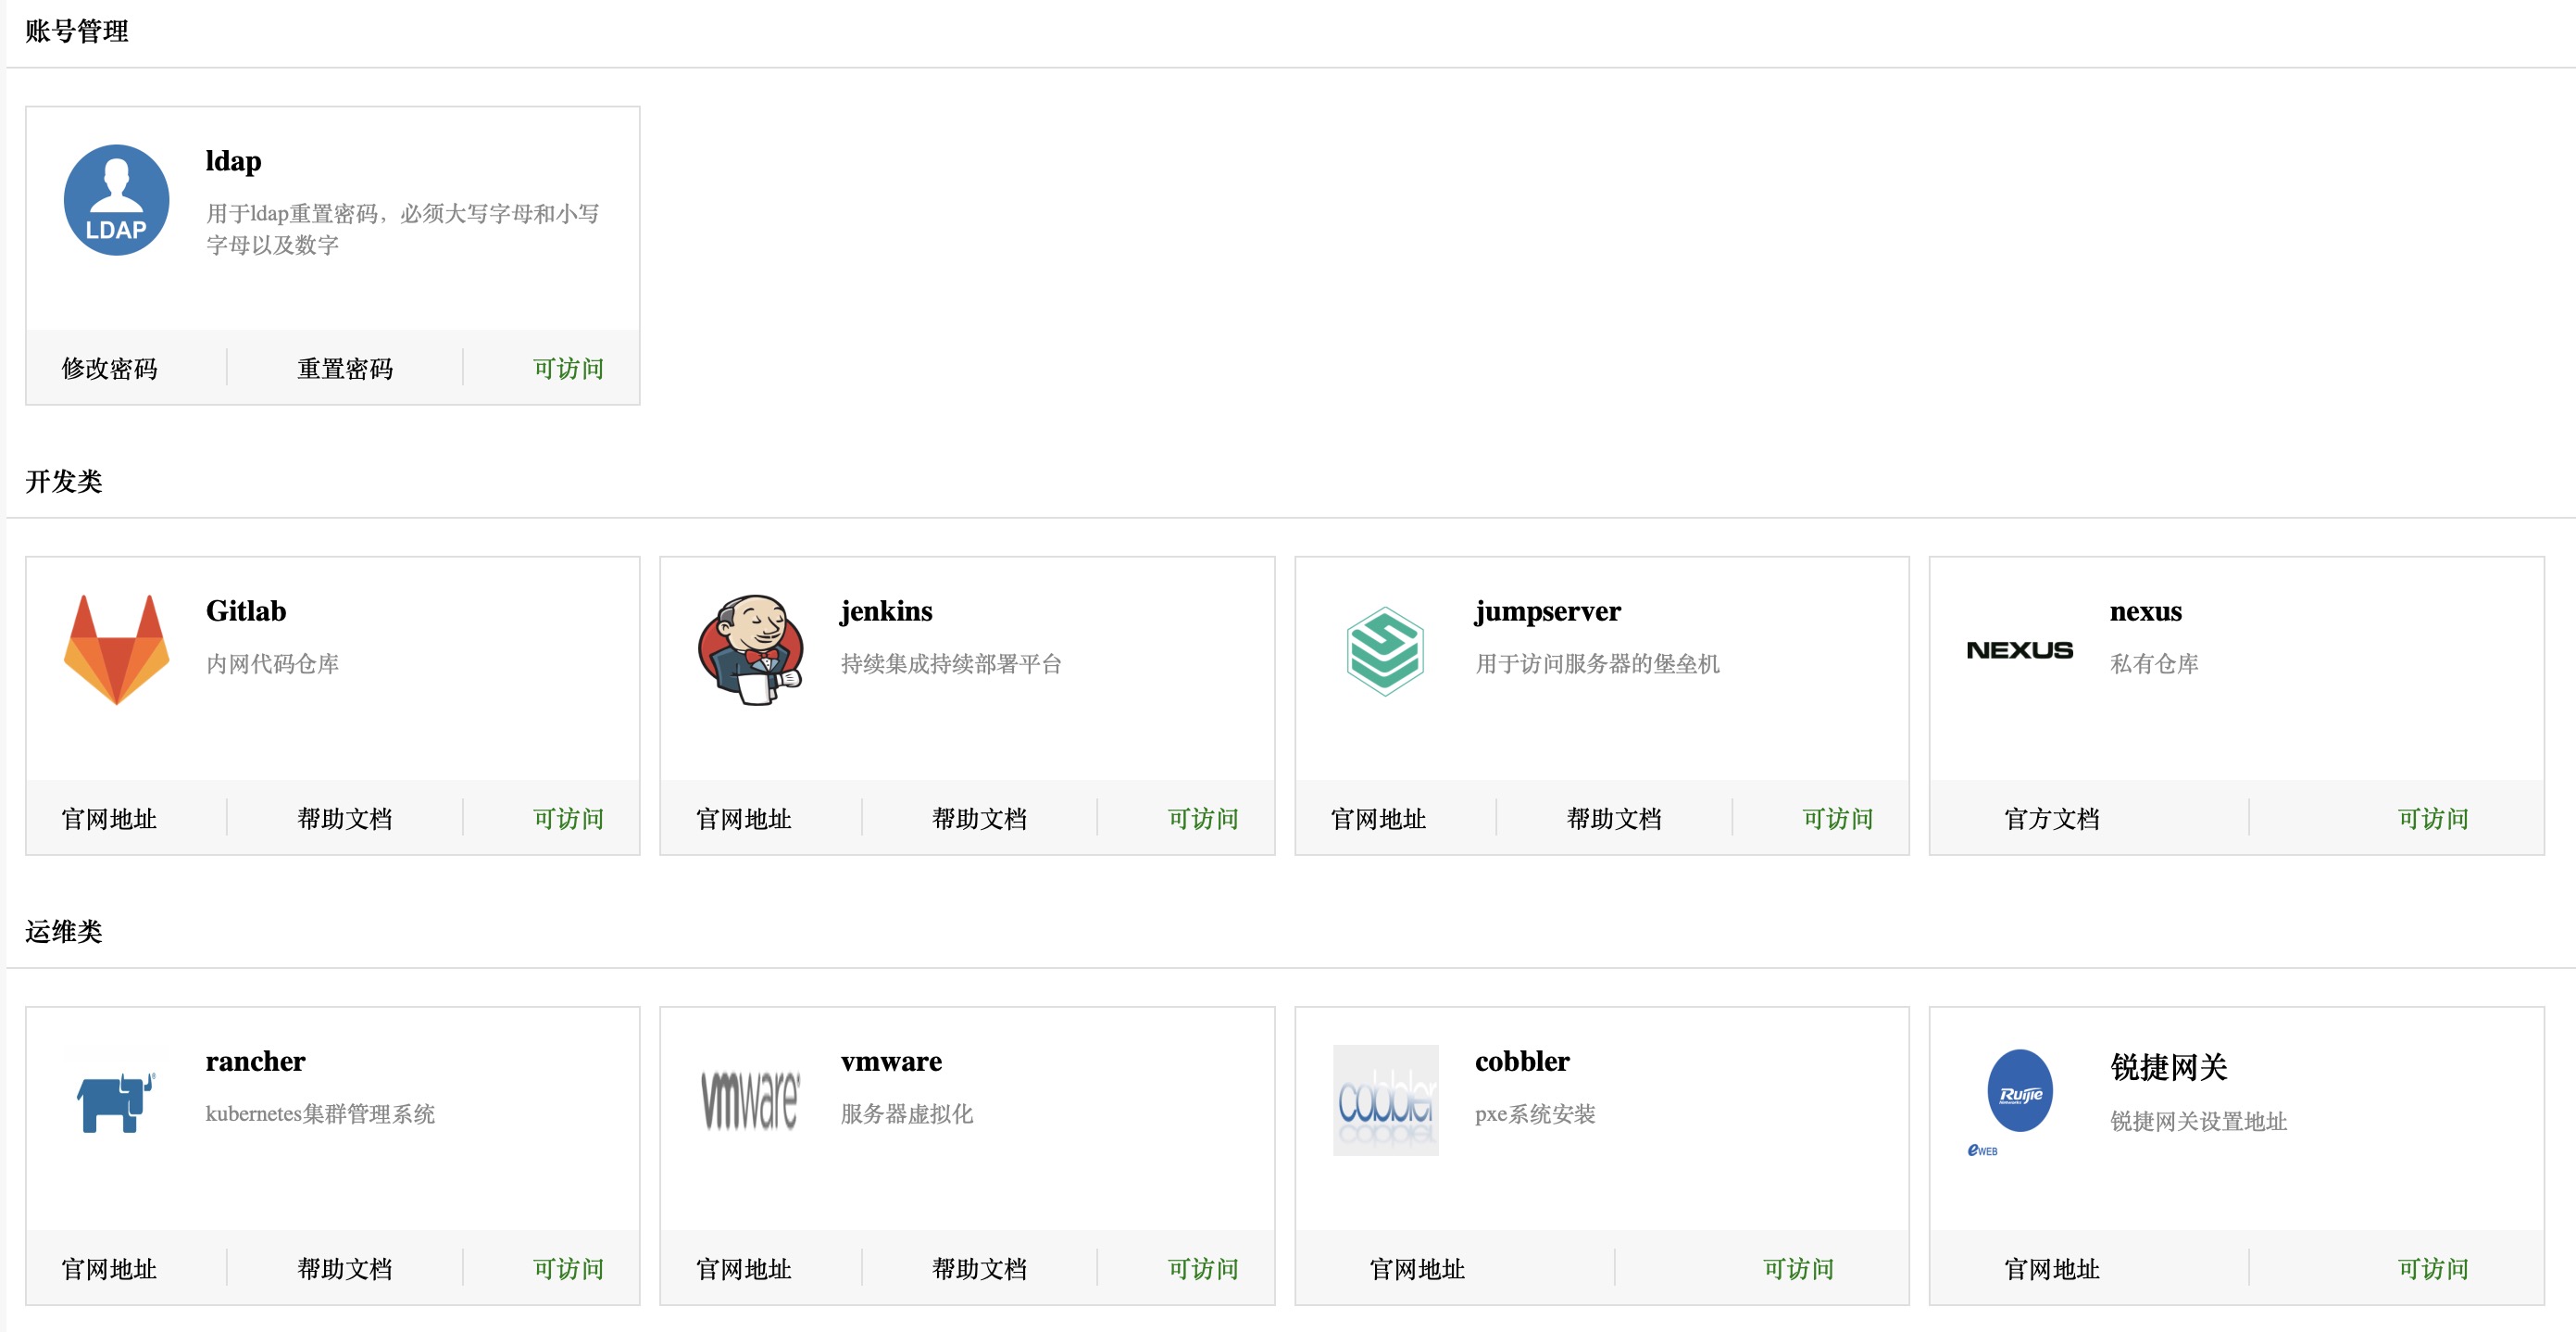 账号管理
ldap
用于ldap重置密码，必须大写字母和小写
字母以及数字
LDAP
修改密码 重置密码 可访问
开发类
Gitlab
内网代码仓库
官网地址 帮助文档 可访问
jenkins
持续集成持续部署平台
官网地址 帮助文档 可访问
jumpserver
用于访问服务器的堡垒机
官网地址 帮助文档 可访问
NEXUS
nexus
私有仓库
官方文档 可访问
运维类
rancher
kubernetes集群管理系统
官网地址 帮助文档 可访问
vmware
vmware
服务器虚拟化
官网地址 帮助文档 可访问
cobbler
cobbler
pxe系统安装
官网地址 可访问
Ruijie
eWEB
锐捷网关
锐捷网关设置地址
官网地址 可访问